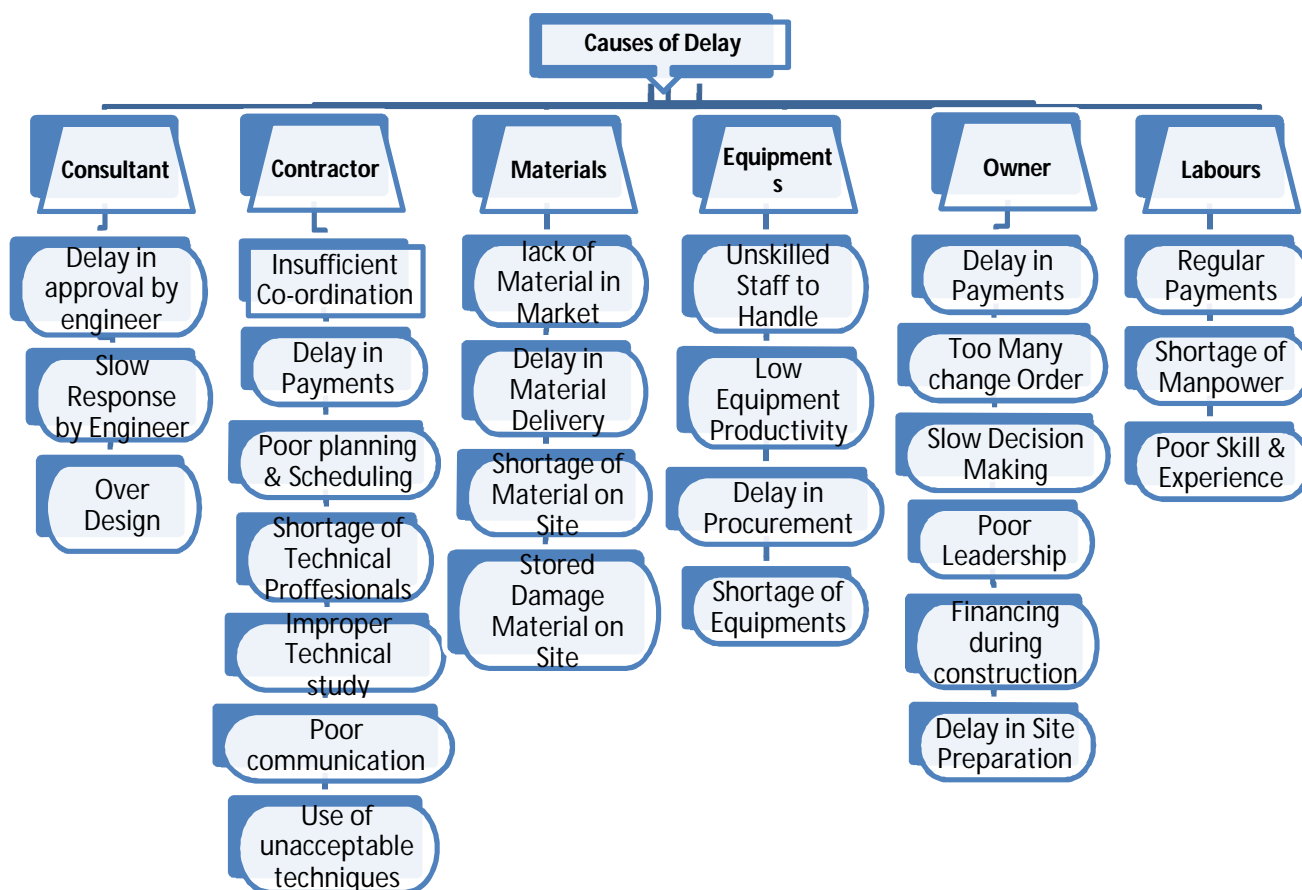 Causes of Delay
Consultant
Delay in
approval by
engineer
Slow
Response
by Engineer
Over
Design
Contractor
Insufficient
Co-ordination
Delay in
Payments
Poor planning
& Scheduling
Shortage of
Technical
Proffesionals
Improper
Technical
study
Poor
communication
Use of
unacceptable
techniques
Materials
lack of
Material in
Market
Delay in
Material
Delivery
Shortage of
Material on
Site
Stored
Damage
Material on
Site
Equipment
s
Unskilled
Staff to
Handle
Low
Equipment
Productivity
Delay in
Procurement
Shortage of
Equipments
Owner
Delay in
Payments
Too Many
change Order
Slow Decision
Making
Poor
Leadership
Financing
during
construction
Delay in Site
Preparation
Labours
Regular
Payments
Shortage of
Manpower
Poor Skill &
Experience